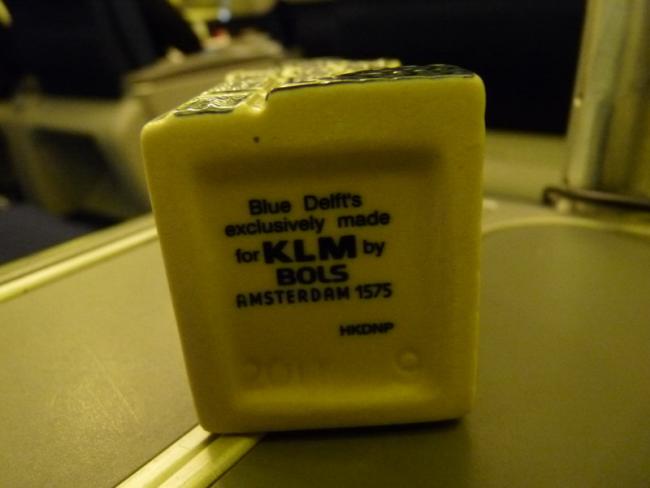 Blue Delft's
exclusively made
for KLM by
BOLS
AMSTERDAM 1575
HKDNP